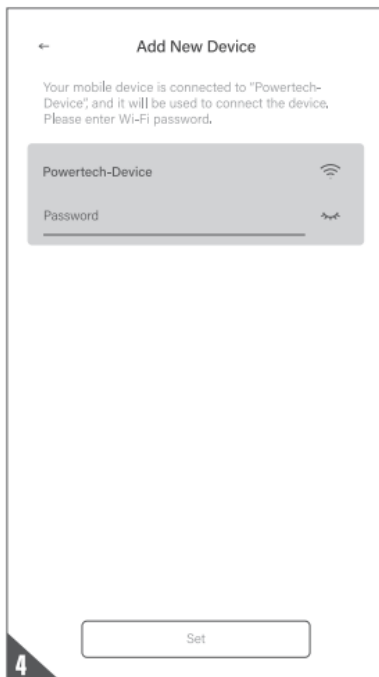 Add New Device
Your mobile device is connected to "Powertech-
Device", and it will be used to connect the device.
Please enter Wi-Fi password.
Powertech-Device
Password
Set
4